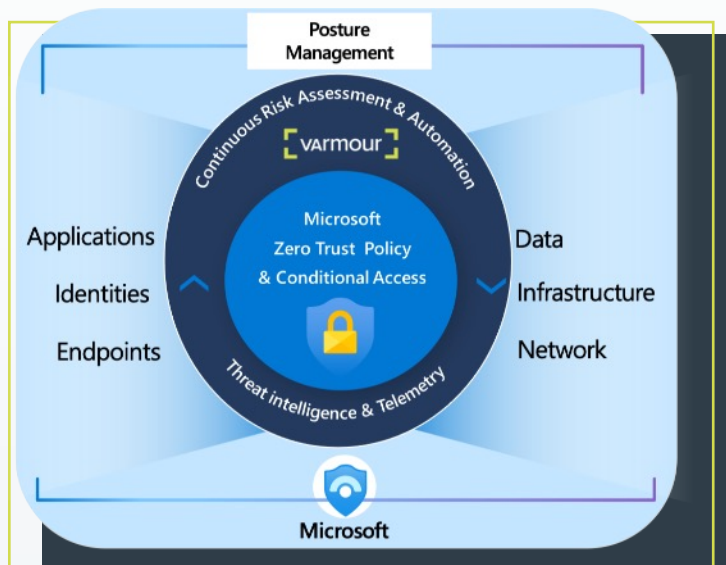 Posture
Management
Continuous Risk Assessment & Automation
vARMOUR
Microsoft
Zero Trust Policy
& Conditional Access
Applications
Identities
Endpoints
Data
Infrastructure
Network
Threat intelligence & Telemetry
Microsoft